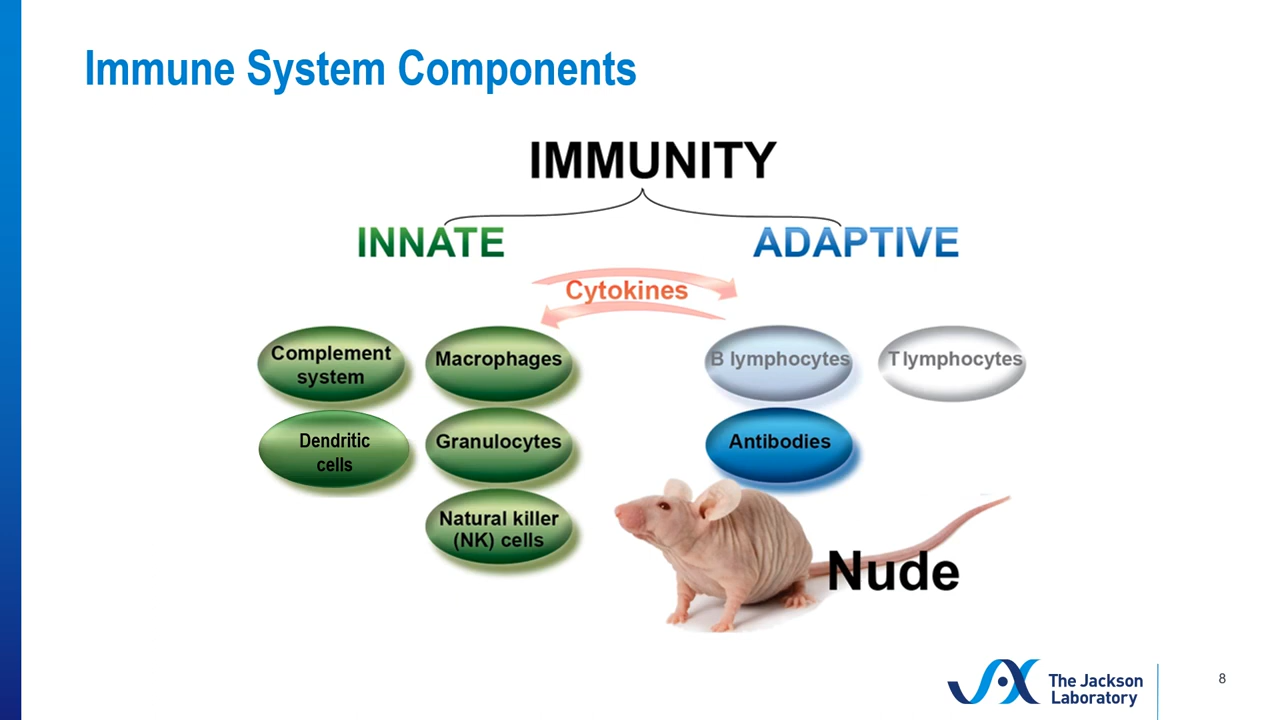 Immune System Components
IMMUNITY
INNATE
ADAPTIVE
Cytokines
Complement
system
Macrophages
B lymphocytes
T lymphocytes
Dendritic
cells
Granulocytes
Antibodies
Natural killer
(NK) cells
Nude
The Jackson
Laboratory
8